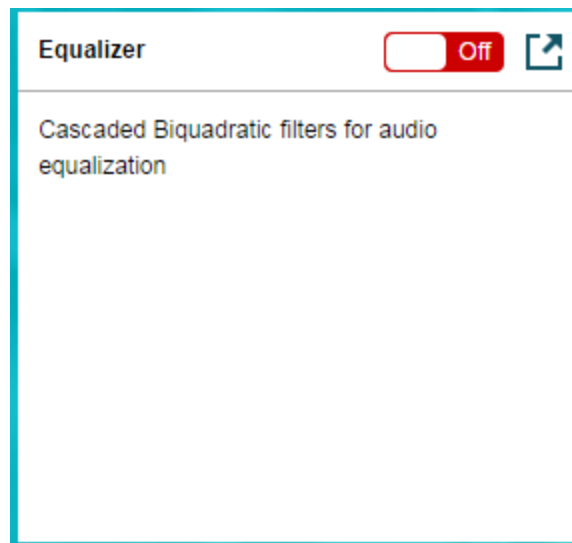 Equalizer
Off
Cascaded Biquadratic filters for audio
equalization